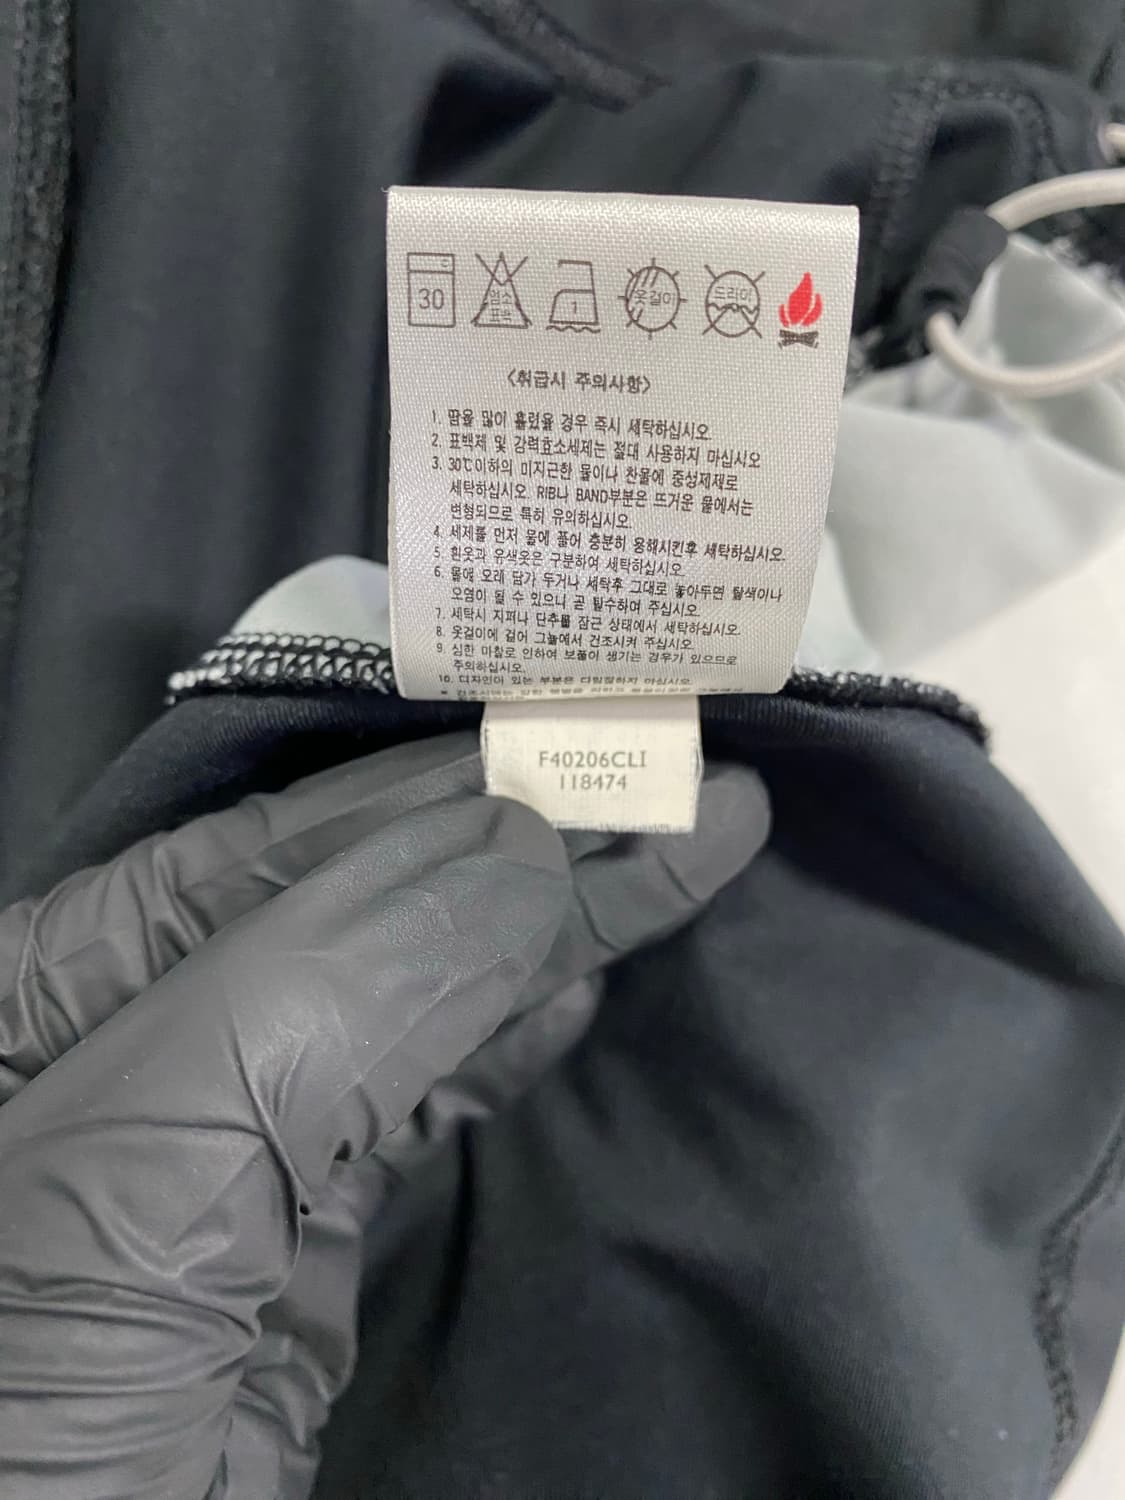 30
염소
표백
1
옷걸이
드라이
<취급시 주의사항>
1. 땀을 많이 흘렸을 경우 즉시 세탁하십시오.
2. 표백제 및 강력효소세제는 절대 사용하지 마십시오
3. 30℃이하의 미지근한 물이나 찬물에 중성제제로
세탁하십시오. RIB나 BAND부분은 뜨거운 물에서는
변형되므로 특히 유의하십시오.
4. 세제를 먼저 물에 풀어 충분히 용해시킨후 세탁하십시오.
5. 흰옷과 유색옷은 구분하여 세탁하십시오.
6. 물에 오래 담가 두거나 세탁후 그대로 놓아두면 탈색이나
오염이 될 수 있으니 곧 탈수하여 주십시오.
7. 세탁시 지퍼나 단추를 잠근 상태에서 세탁하십시오.
8. 옷걸이에 걸어 그늘에서 건조시켜 주십시오.
9. 심한 마찰로 인하여 보풀이 생기는 경우가 있으므로
주의하십시오.
10. 디자인이 있는 부분은 다림질하지 마십시오.
F40206CLI
118474